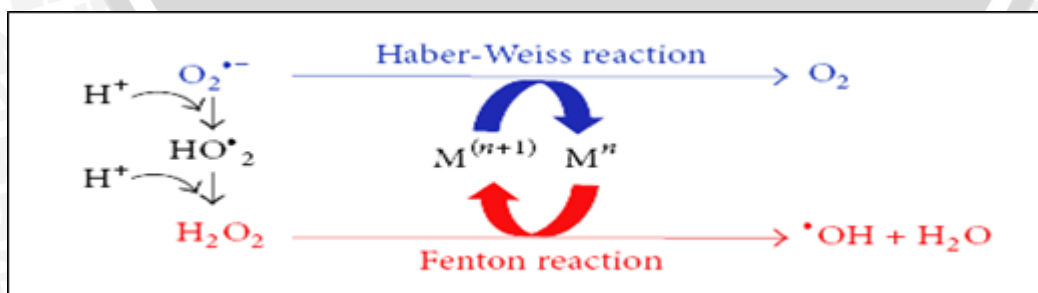 Haber-Weiss reaction
O₂•⁻ O₂
H⁺
HO•₂ M⁽ⁿ⁺¹⁾ Mⁿ
H⁺
H₂O₂ •OH + H₂O
Fenton reaction